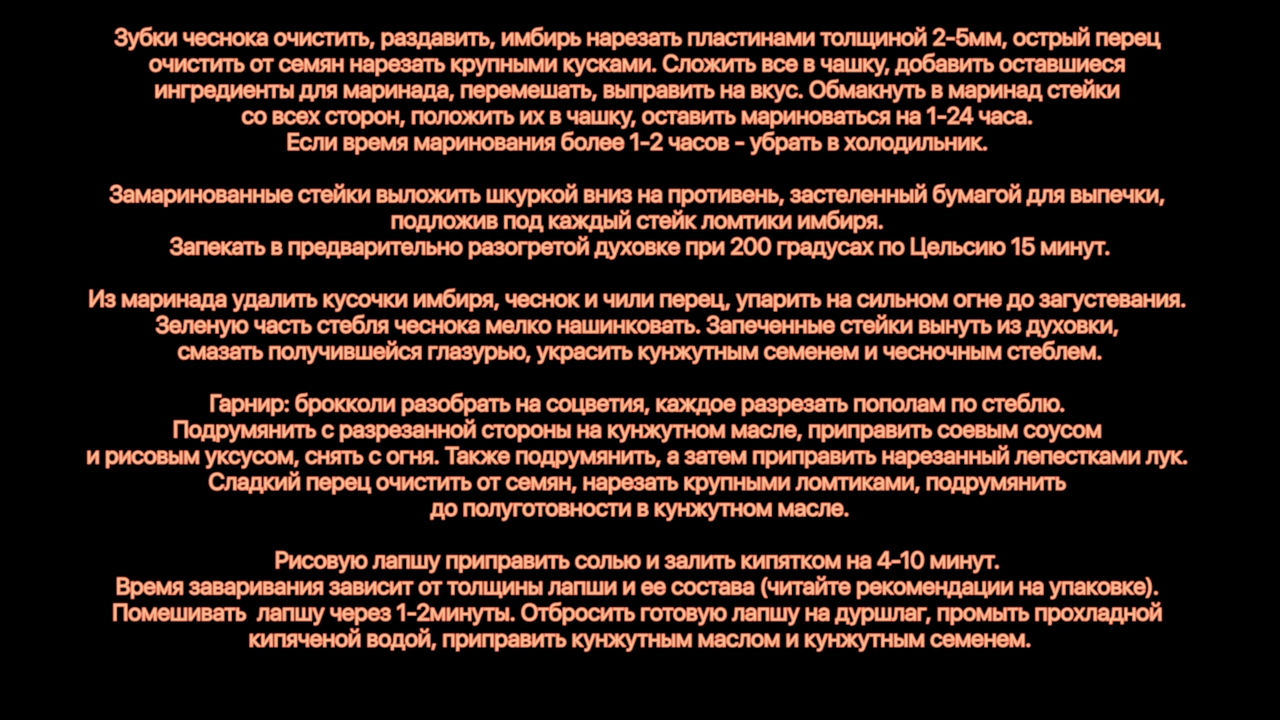 Зубки чеснока очистить, раздавить, имбирь нарезать пластинами толщиной 2-5мм, острый перец
очистить от семян нарезать крупными кусками. Сложить все в чашку, добавить оставшиеся
ингредиенты для маринада, перемешать, выправить на вкус. Обмакнуть в маринад стейки
со всех сторон, положить их в чашку, оставить мариноваться на 1-24 часа.
Если время маринования более 1-2 часов - убрать в холодильник.
Замаринованные стейки выложить шкуркой вниз на противень, застеленный бумагой для выпечки,
подложив под каждый стейк ломтики имбиря.
Запекать в предварительно разогретой духовке при 200 градусах по Цельсию 15 минут.
Из маринада удалить кусочки имбиря, чеснок и чили перец, упарить на сильном огне до загустевания.
Зеленую часть стебля чеснока мелко нашинковать. Запеченные стейки вынуть из духовки,
смазать получившейся глазурью, украсить кунжутным семенем и чесночным стеблем.
Гарнир: брокколи разобрать на соцветия, каждое разрезать пополам по стеблю.
Подрумянить с разрезанной стороны на кунжутном масле, приправить соевым соусом
и рисовым уксусом, снять с огня. Также подрумянить, а затем приправить нарезанный лепестками лук.
Сладкий перец очистить от семян, нарезать крупными ломтиками, подрумянить
до полуготовности в кунжутном масле.
Рисовую лапшу приправить солью и залить кипятком на 4-10 минут.
Время заваривания зависит от толщины лапши и ее состава (читайте рекомендации на упаковке).
Помешивать  лапшу через 1-2минуты. Отбросить готовую лапшу на дуршлаг, промыть прохладной
кипяченой водой, приправить кунжутным маслом и кунжутным семенем.